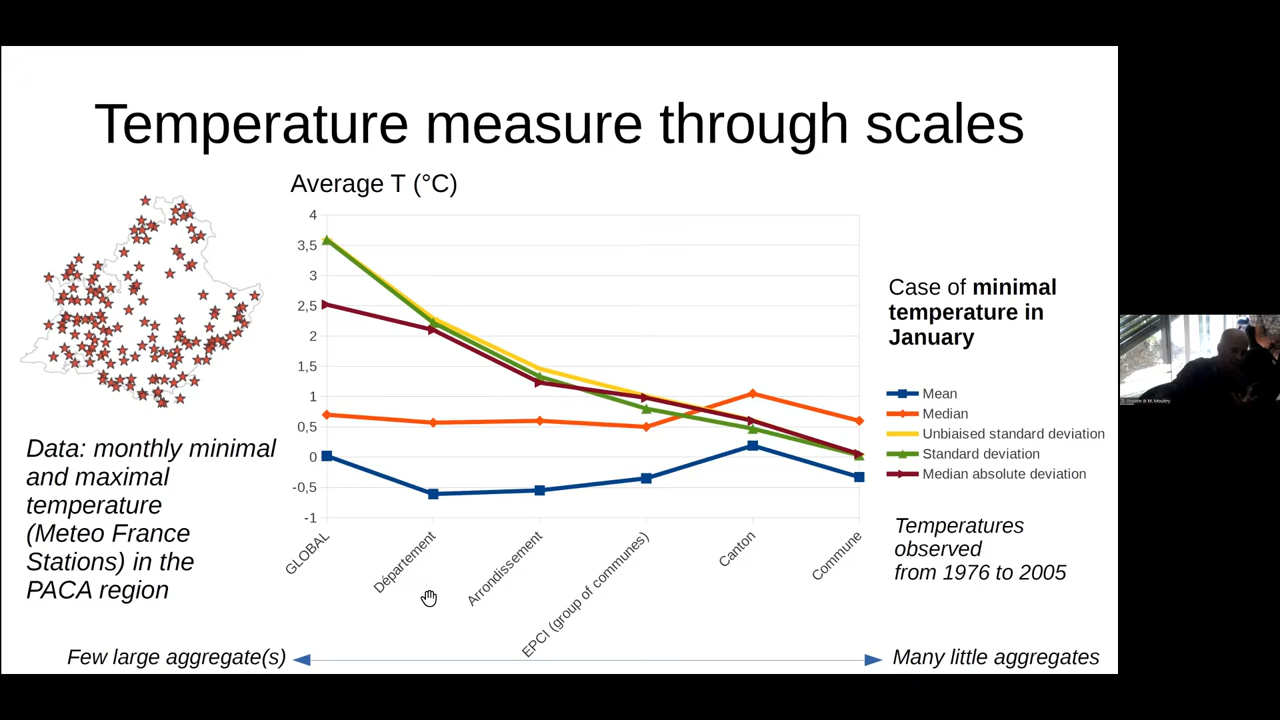 Temperature measure through scales
Average T (°C)
4
3,5
3
2,5
2
1,5
1
0,5
0
-0,5
-1
GLOBAL
Département
Arrondissement
EPCI (group of communes)
Canton
Commune
Case of minimal
temperature in
January
Mean
Median
Unbiaised standard deviation
Standard deviation
Median absolute deviation
Temperatures
observed
from 1976 to 2005
Data: monthly minimal
and maximal
temperature
(Meteo France
Stations) in the
PACA region
Few large aggregate(s)
Many little aggregates